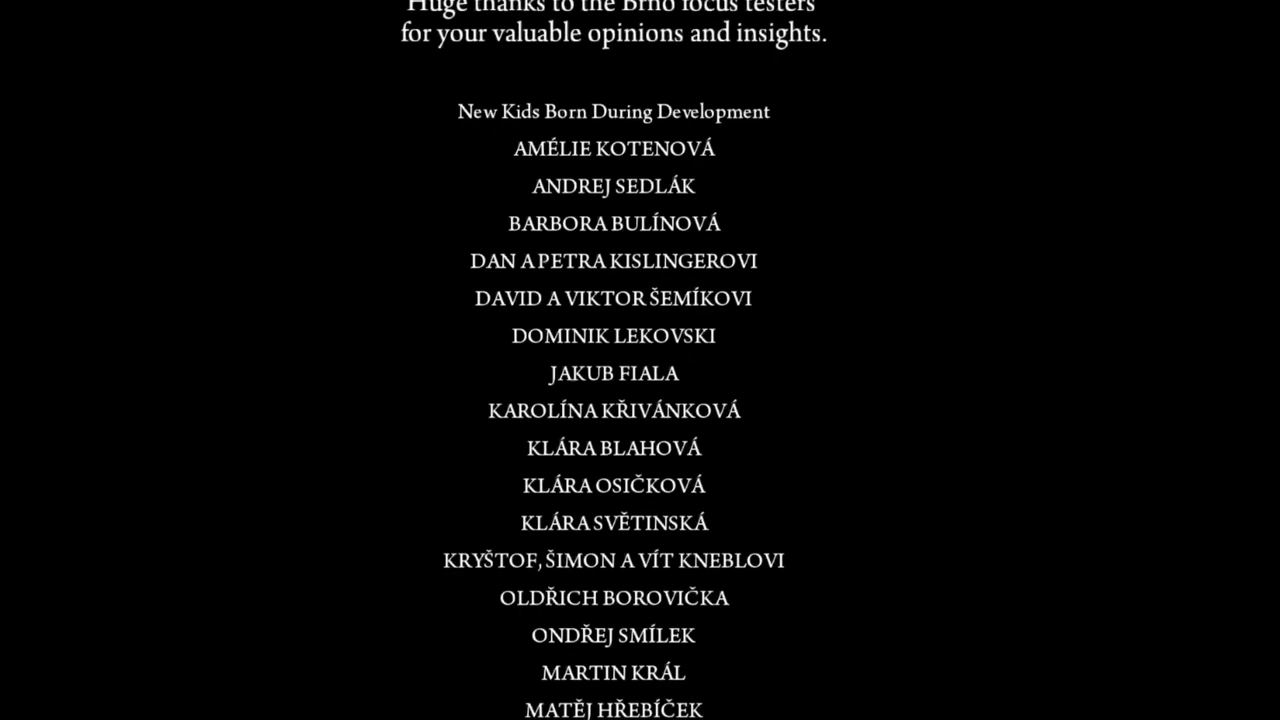 Huge thanks to the Brno focus testers
for your valuable opinions and insights.
New Kids Born During Development
AMÉLIE KOTENOVÁ
ANDREJ SEDLÁK
BARBORA BULÍNOVÁ
DAN A PETRA KISLINGEROVI
DAVID A VIKTOR ŠEMÍKOVI
DOMINIK LEKOVSKI
JAKUB FIALA
KAROLÍNA KŘIVÁNKOVÁ
KLÁRA BLAHOVÁ
KLÁRA OSIČKOVÁ
KLÁRA SVĚTINSKÁ
KRYŠTOF, ŠIMON A VÍT KNEBLOVI
OLDŘICH BOROVIČKA
ONDŘEJ SMÍLEK
MARTIN KRÁL
MATĚJ HŘEBÍČEK